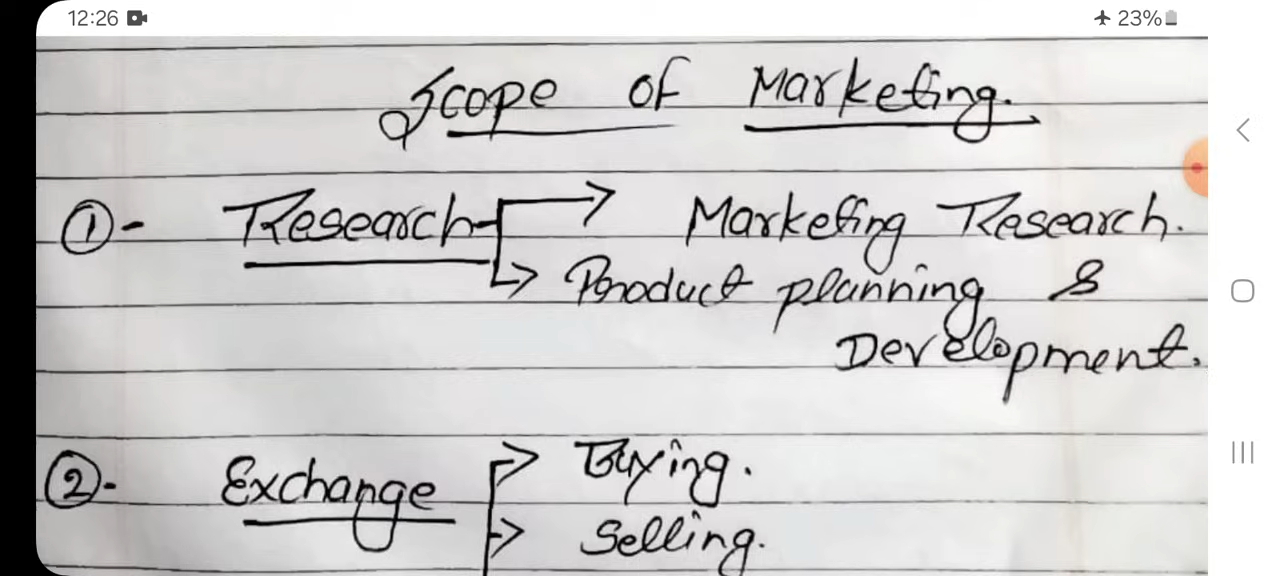 12:26 23%
Scope of Marketing.
①- Research → Marketing Research.
→ Product planning &
Development.
②- Exchange → Buying.
→ Selling.